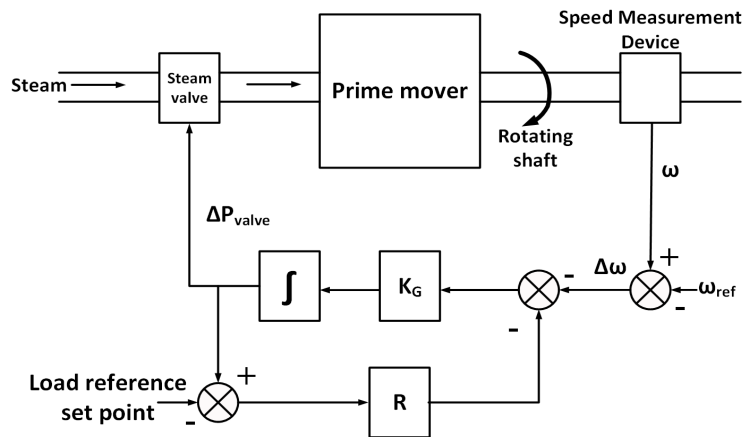 Speed Measurement
Device
Steam
Steam
valve
Prime mover
Rotating
shaft
ω
ΔPvalve
+
Δω
-
-
ωref
∫
KG
-
+
Load reference
set point
-
R